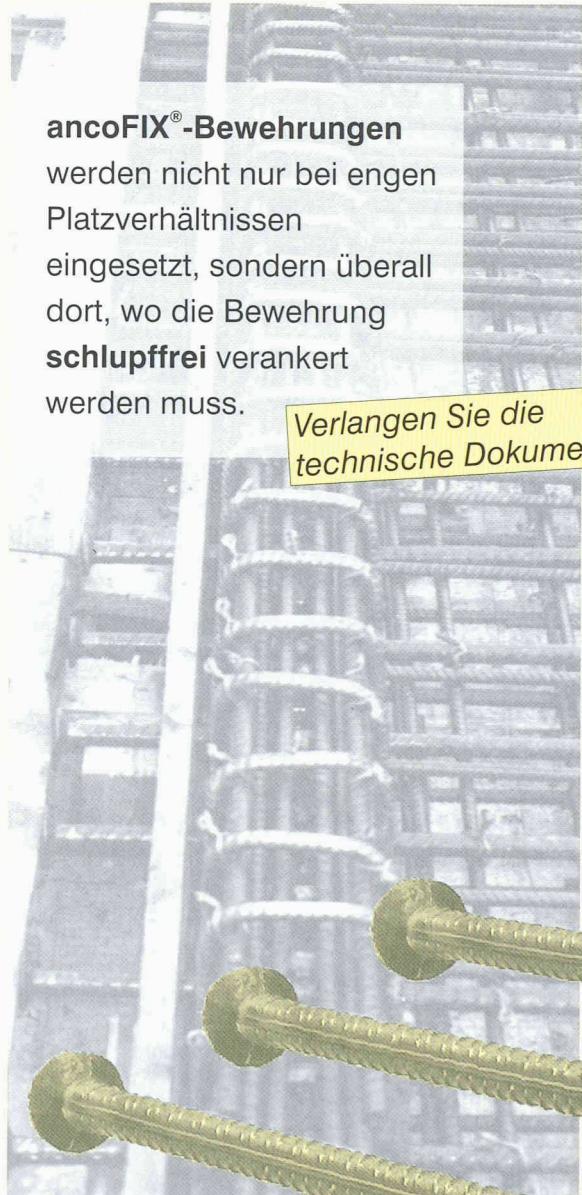 ancoFIX®-Bewehrungen
werden nicht nur bei engen
Platzverhältnissen
eingesetzt, sondern überall
dort, wo die Bewehrung
schlupffrei verankert
werden muss.
Verlangen Sie die
technische Dokume